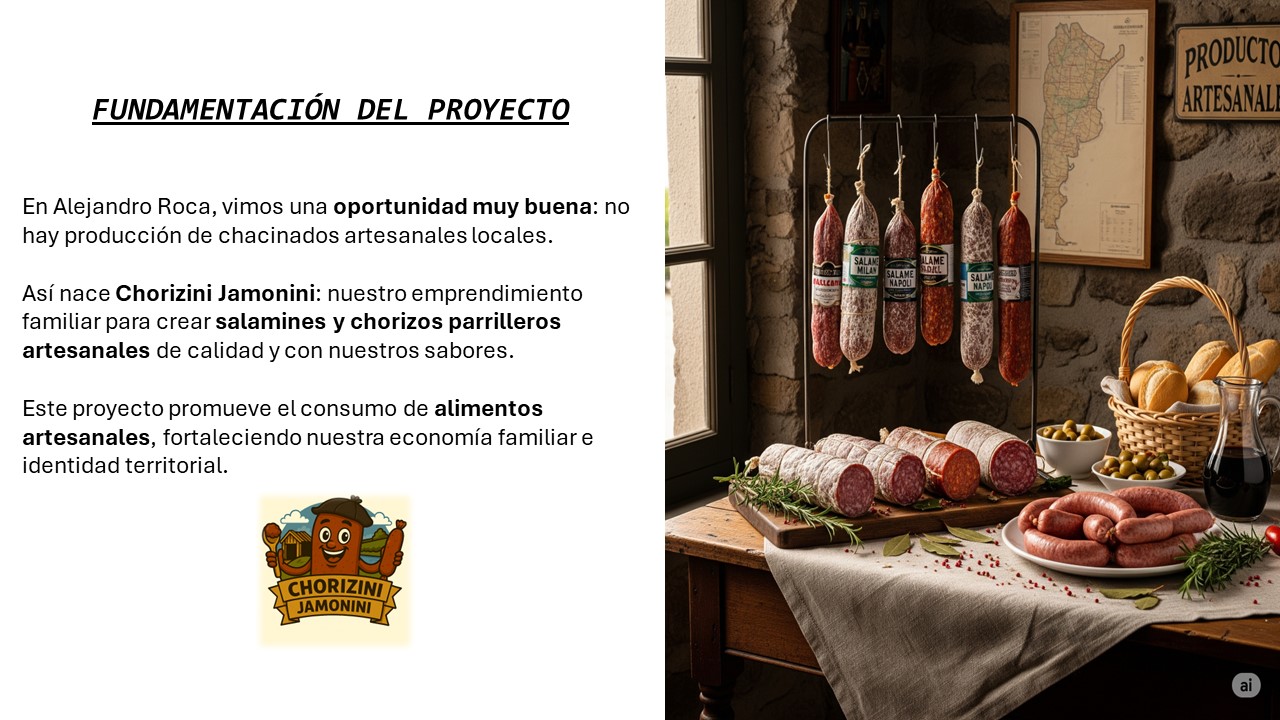 FUNDAMENTACIÓN DEL PROYECTO
En Alejandro Roca, vimos una oportunidad muy buena: no
hay producción de chacinados artesanales locales.
Así nace Chorizini Jamonini: nuestro emprendimiento
familiar para crear salamines y chorizos parrilleros
artesanales de calidad y con nuestros sabores.
Este proyecto promueve el consumo de alimentos
artesanales, fortaleciendo nuestra economía familiar e
identidad territorial.
CHORIZINI
JAMONINI
PRODUCTO
ARTESANALE
SALAME
MILAN
SALAME
NAPOLI
SALAME
SALAME
NAPOLI
ai